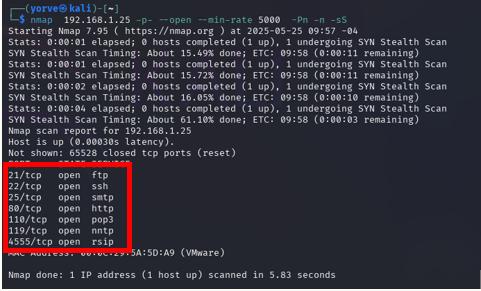 ┌──(yorve㉿kali)-[~]
└─$ nmap 192.168.1.25 -p- --open --min-rate 5000 -Pn -n -sS
Starting Nmap 7.95 ( https://nmap.org ) at 2025-05-25 09:57 -04
Stats: 0:00:01 elapsed; 0 hosts completed (1 up), 1 undergoing SYN Stealth Scan
SYN Stealth Scan Timing: About 15.49% done; ETC: 09:58 (0:00:11 remaining)
Stats: 0:00:01 elapsed; 0 hosts completed (1 up), 1 undergoing SYN Stealth Scan
SYN Stealth Scan Timing: About 15.72% done; ETC: 09:58 (0:00:11 remaining)
Stats: 0:00:02 elapsed; 0 hosts completed (1 up), 1 undergoing SYN Stealth Scan
SYN Stealth Scan Timing: About 16.05% done; ETC: 09:58 (0:00:10 remaining)
Stats: 0:00:04 elapsed; 0 hosts completed (1 up), 1 undergoing SYN Stealth Scan
SYN Stealth Scan Timing: About 61.10% done; ETC: 09:58 (0:00:03 remaining)
Nmap scan report for 192.168.1.25
Host is up (0.00030s latency).
Not shown: 65528 closed tcp ports (reset)
PORT STATE SERVICE
21/tcp open ftp
22/tcp open ssh
25/tcp open smtp
80/tcp open http
110/tcp open pop3
119/tcp open nntp
4555/tcp open rsip
MAC Address: 00:0C:29:5A:5D:A9 (VMware)
Nmap done: 1 IP address (1 host up) scanned in 5.83 seconds